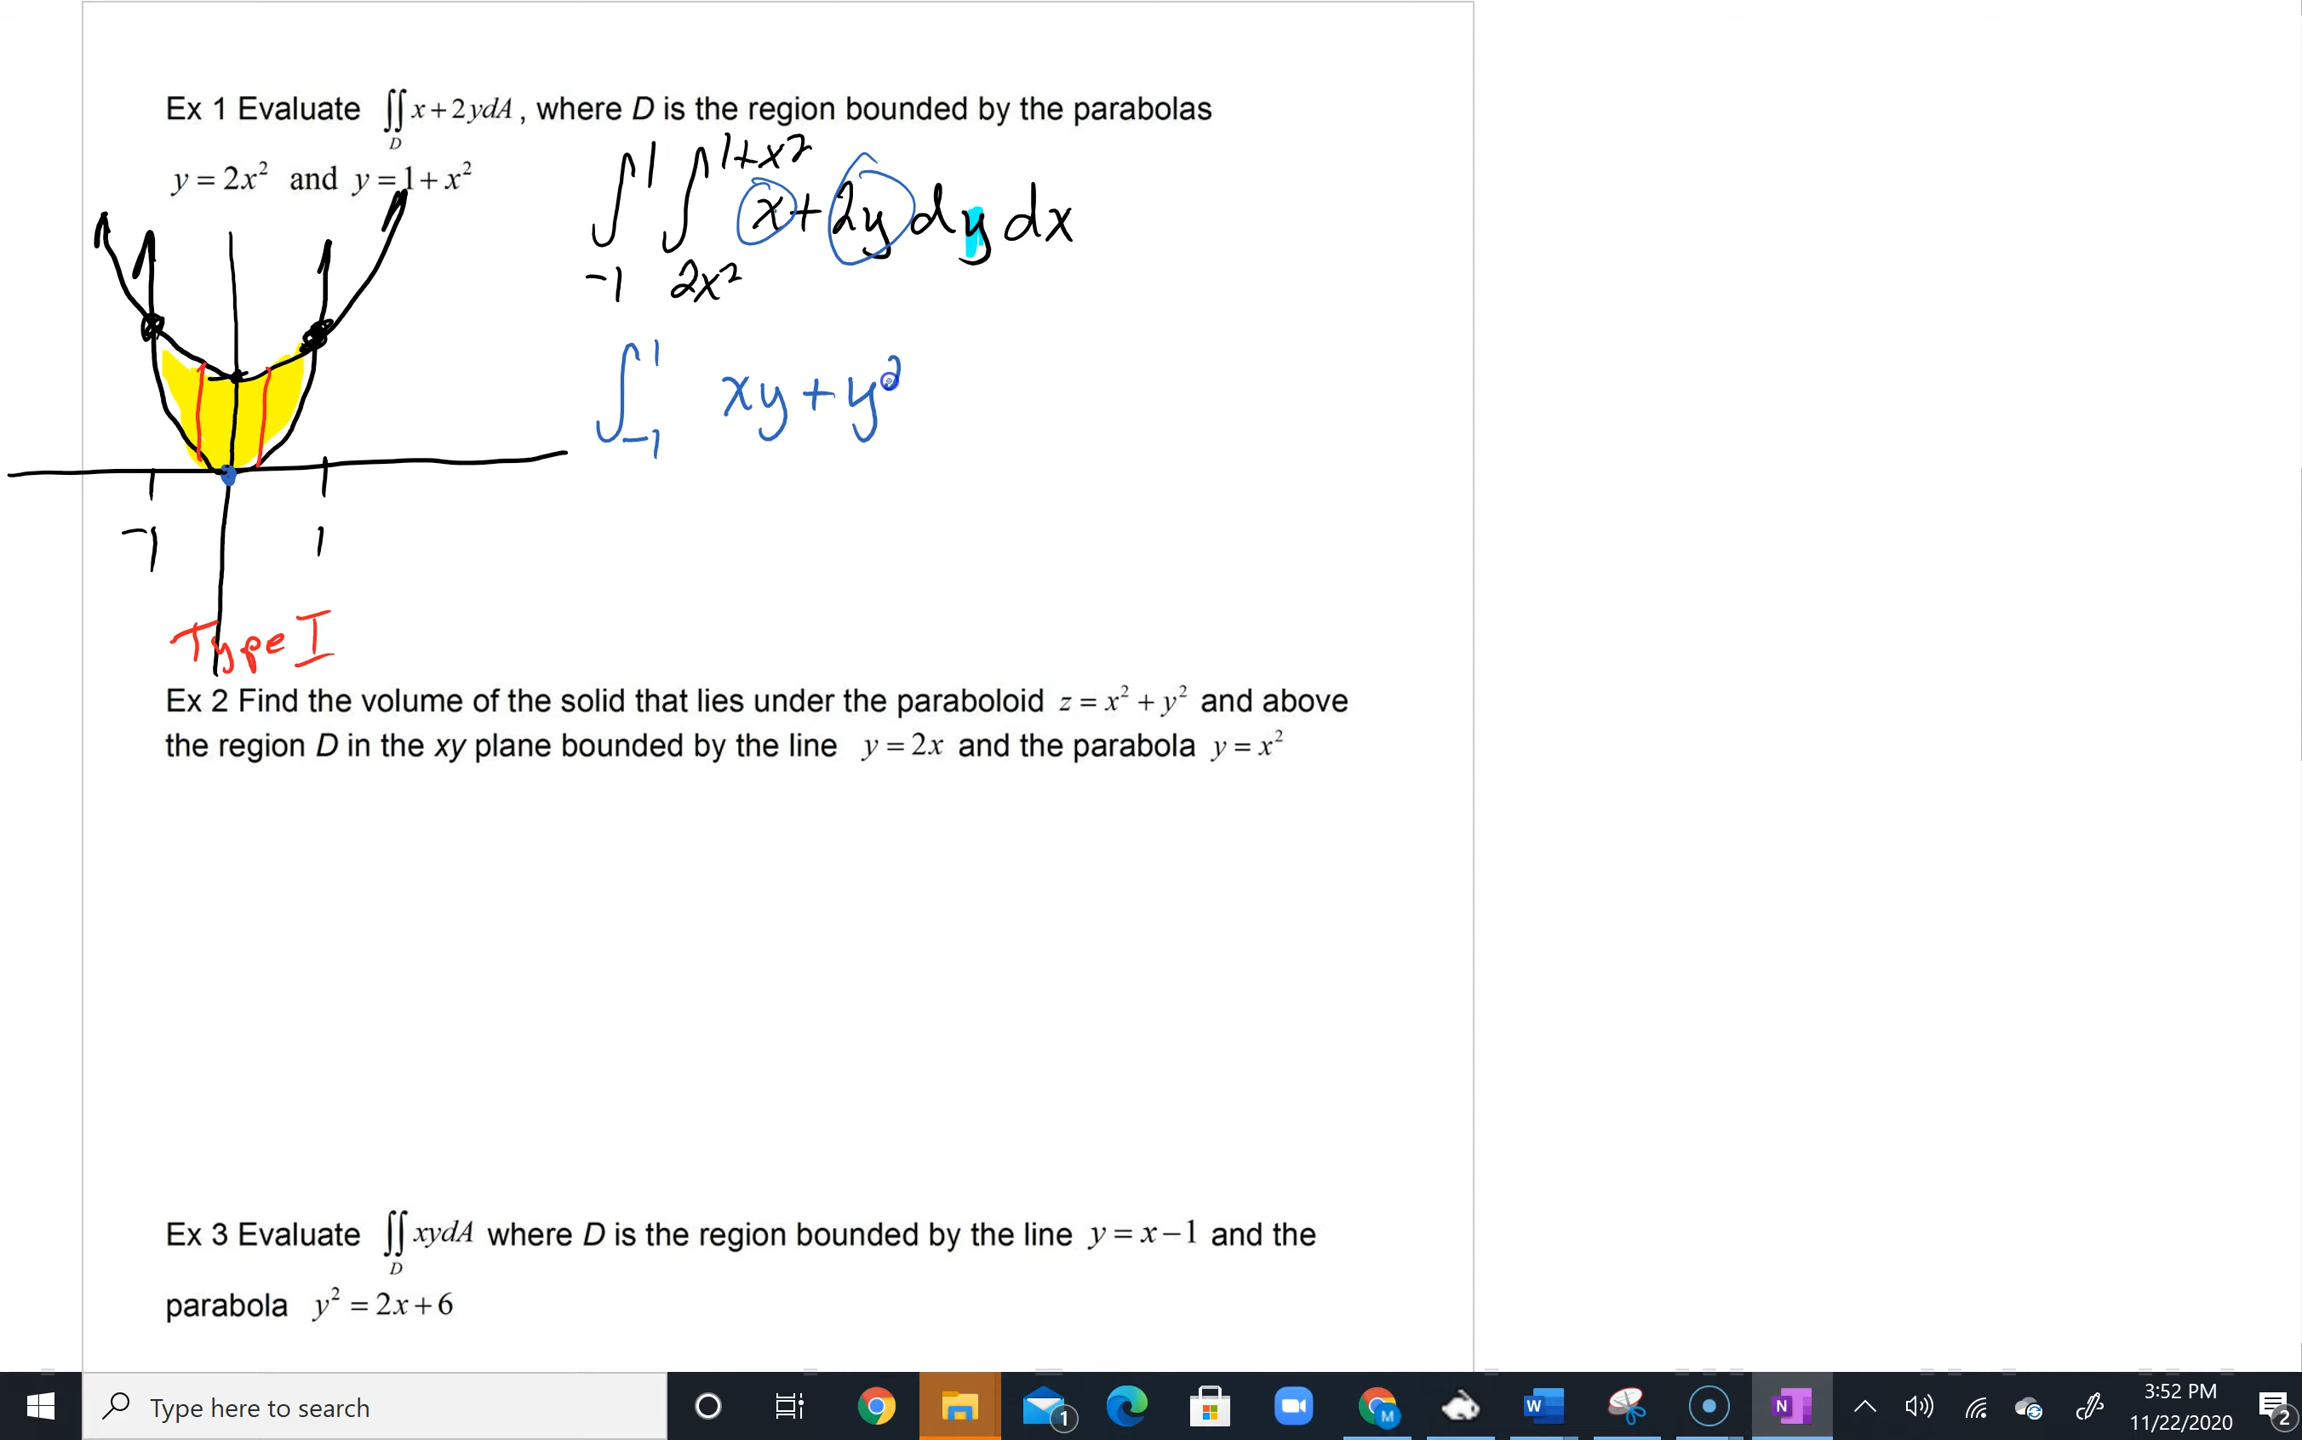 Ex 1 Evaluate ∬_D x+2ydA, where D is the region bounded by the parabolas
y = 2x² and y = 1 + x²
∫_{-1}^{1} ∫_{2x²}^{1+x²} x+2y dy dx
∫_{-1}^{1} xy+y²
-1 1
Type I
Ex 2 Find the volume of the solid that lies under the paraboloid z = x² + y² and above
the region D in the xy plane bounded by the line y = 2x and the parabola y = x²
Ex 3 Evaluate ∬_D xydA where D is the region bounded by the line y = x−1 and the
parabola y² = 2x+6
Type here to search
1
M
W
N
3:52 PM
11/22/2020
2